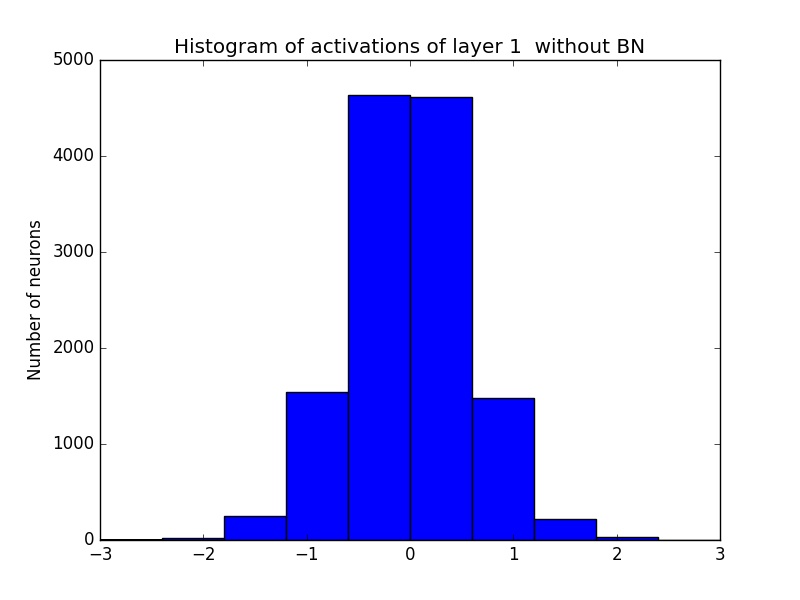 Histogram of activations of layer 1  without BN
Number of neurons
5000
4000
3000
2000
1000
0
−3 −2 −1 0 1 2 3